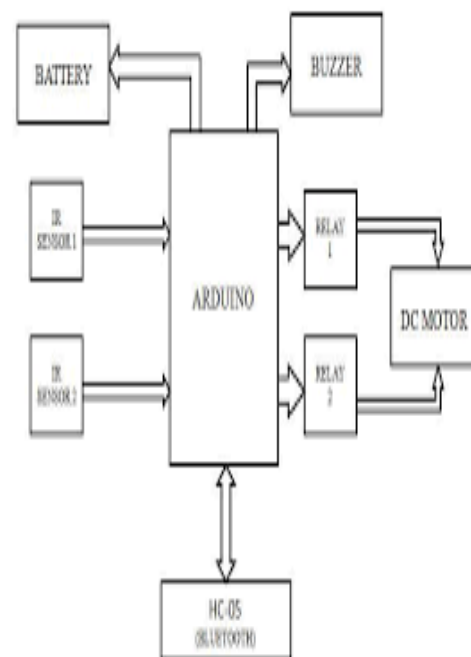 BATTERY
BUZZER
IR
SENSOR.1
RELAY
1
ARDUINO
DC MOTOR
IR
SENSOR.2
RELAY
2
HC-05
(BLUETOOTH)